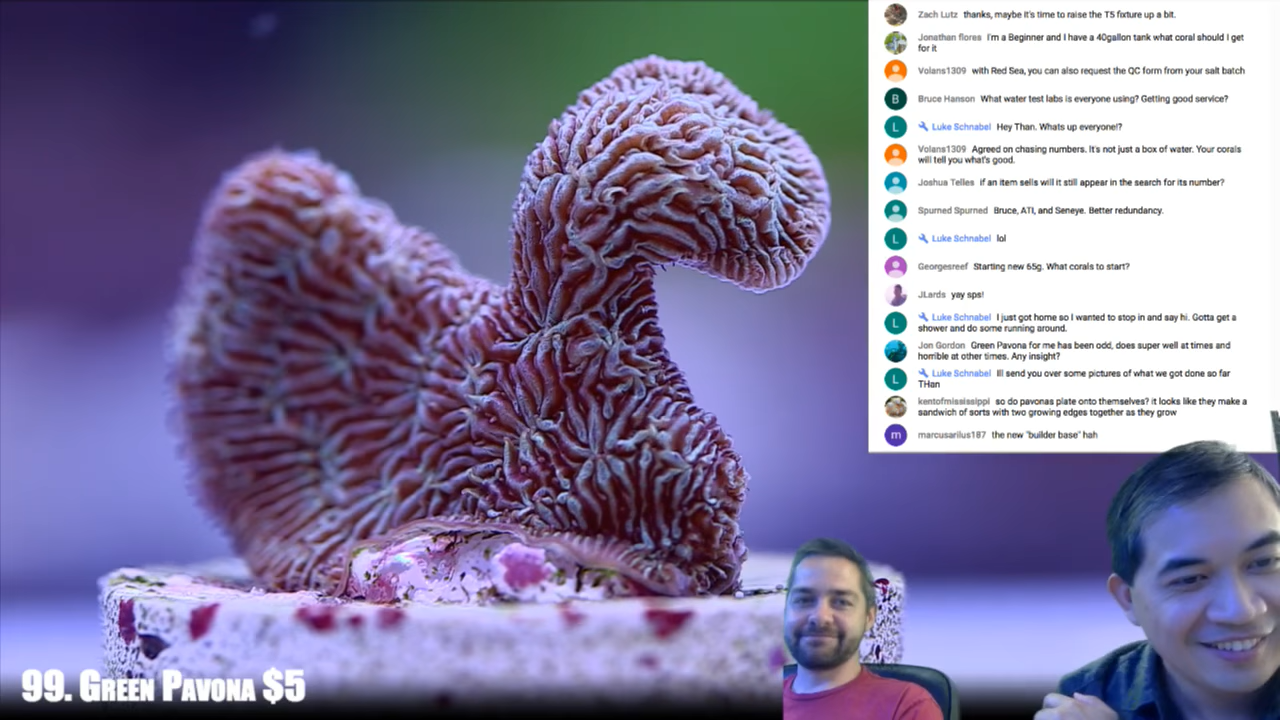 Zach Lutz thanks, maybe it's time to raise the T5 fixture up a bit.
Jonathan flores I'm a Beginner and I have a 40gallon tank what coral should I get
for it
Volans1309 with Red Sea, you can also request the QC form from your salt batch
B Bruce Hanson What water test labs is everyone using? Getting good service?
L Luke Schnabel Hey Than. Whats up everyone!?
Volans1309 Agreed on chasing numbers. It's not just a box of water. Your corals
will tell you what's good.
Joshua Telles if an item sells will it still appear in the search for its number?
Spurned Spurned Bruce, ATI, and Seneye. Better redundancy.
L Luke Schnabel lol
Georgesreef Starting new 65g. What corals to start?
JLards yay sps!
L Luke Schnabel I just got home so I wanted to stop in and say hi. Gotta get a
shower and do some running around.
Jon Gordon Green Pavona for me has been odd, does super well at times and
horrible at other times. Any insight?
L Luke Schnabel Ill send you over some pictures of what we got done so far
THan
kentofmississippi so do pavonas plate onto themselves? it looks like they make a
sandwich of sorts with two growing edges together as they grow
m marcusarilus187 the new "builder base" hah
99. Green Pavona $5